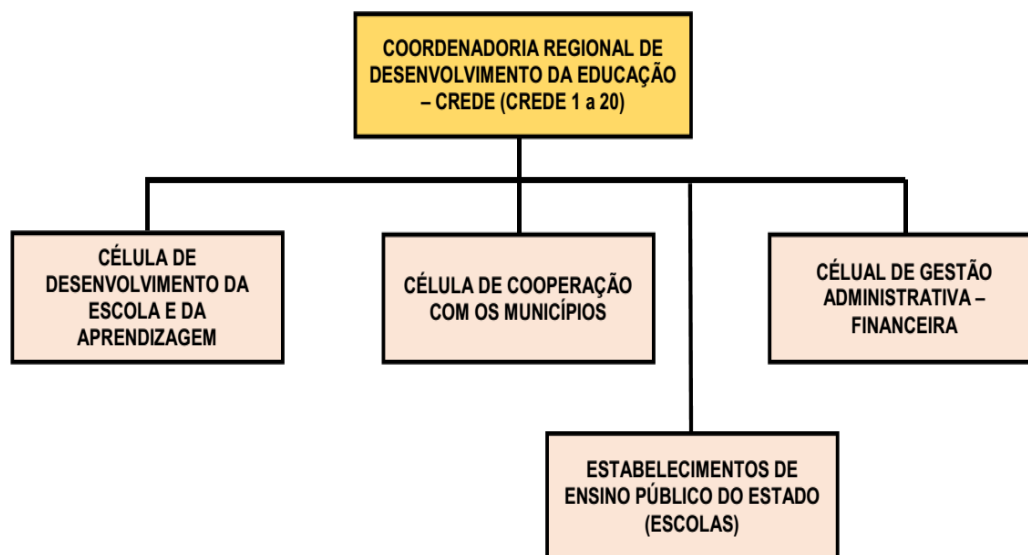 COORDENADORIA REGIONAL DE
DESENVOLVIMENTO DA EDUCAÇÃO
– CREDE (CREDE 1 a 20)
CÉLULA DE
DESENVOLVIMENTO DA
ESCOLA E DA
APRENDIZAGEM
CÉLULA DE COOPERAÇÃO
COM OS MUNICÍPIOS
CÉLUAL DE GESTÃO
ADMINISTRATIVA –
FINANCEIRA
ESTABELECIMENTOS DE
ENSINO PÚBLICO DO ESTADO
(ESCOLAS)